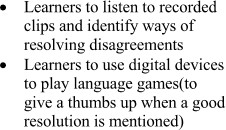 • Learners to listen to recorded
clips and identify ways of
resolving disagreements
• Learners to use digital devices
to play language games(to
give a thumbs up when a good
resolution is mentioned)